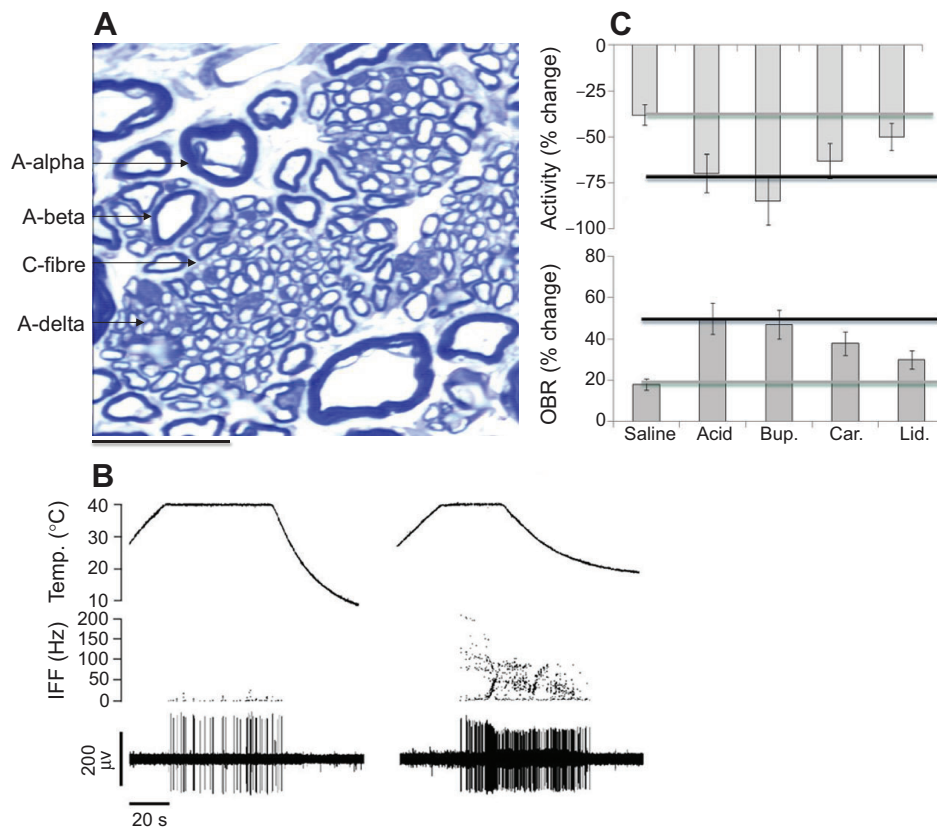 A
A-alpha
A-beta
C-fibre
A-delta
C
Activity (% change)
0
−25
−50
−75
−100
OBR (% change)
80
60
40
20
0
Saline Acid Bup. Car. Lid.
B
Temp. (°C)
40
30
20
10
IFF (Hz)
200
150
100
50
0
200
μv
20 s